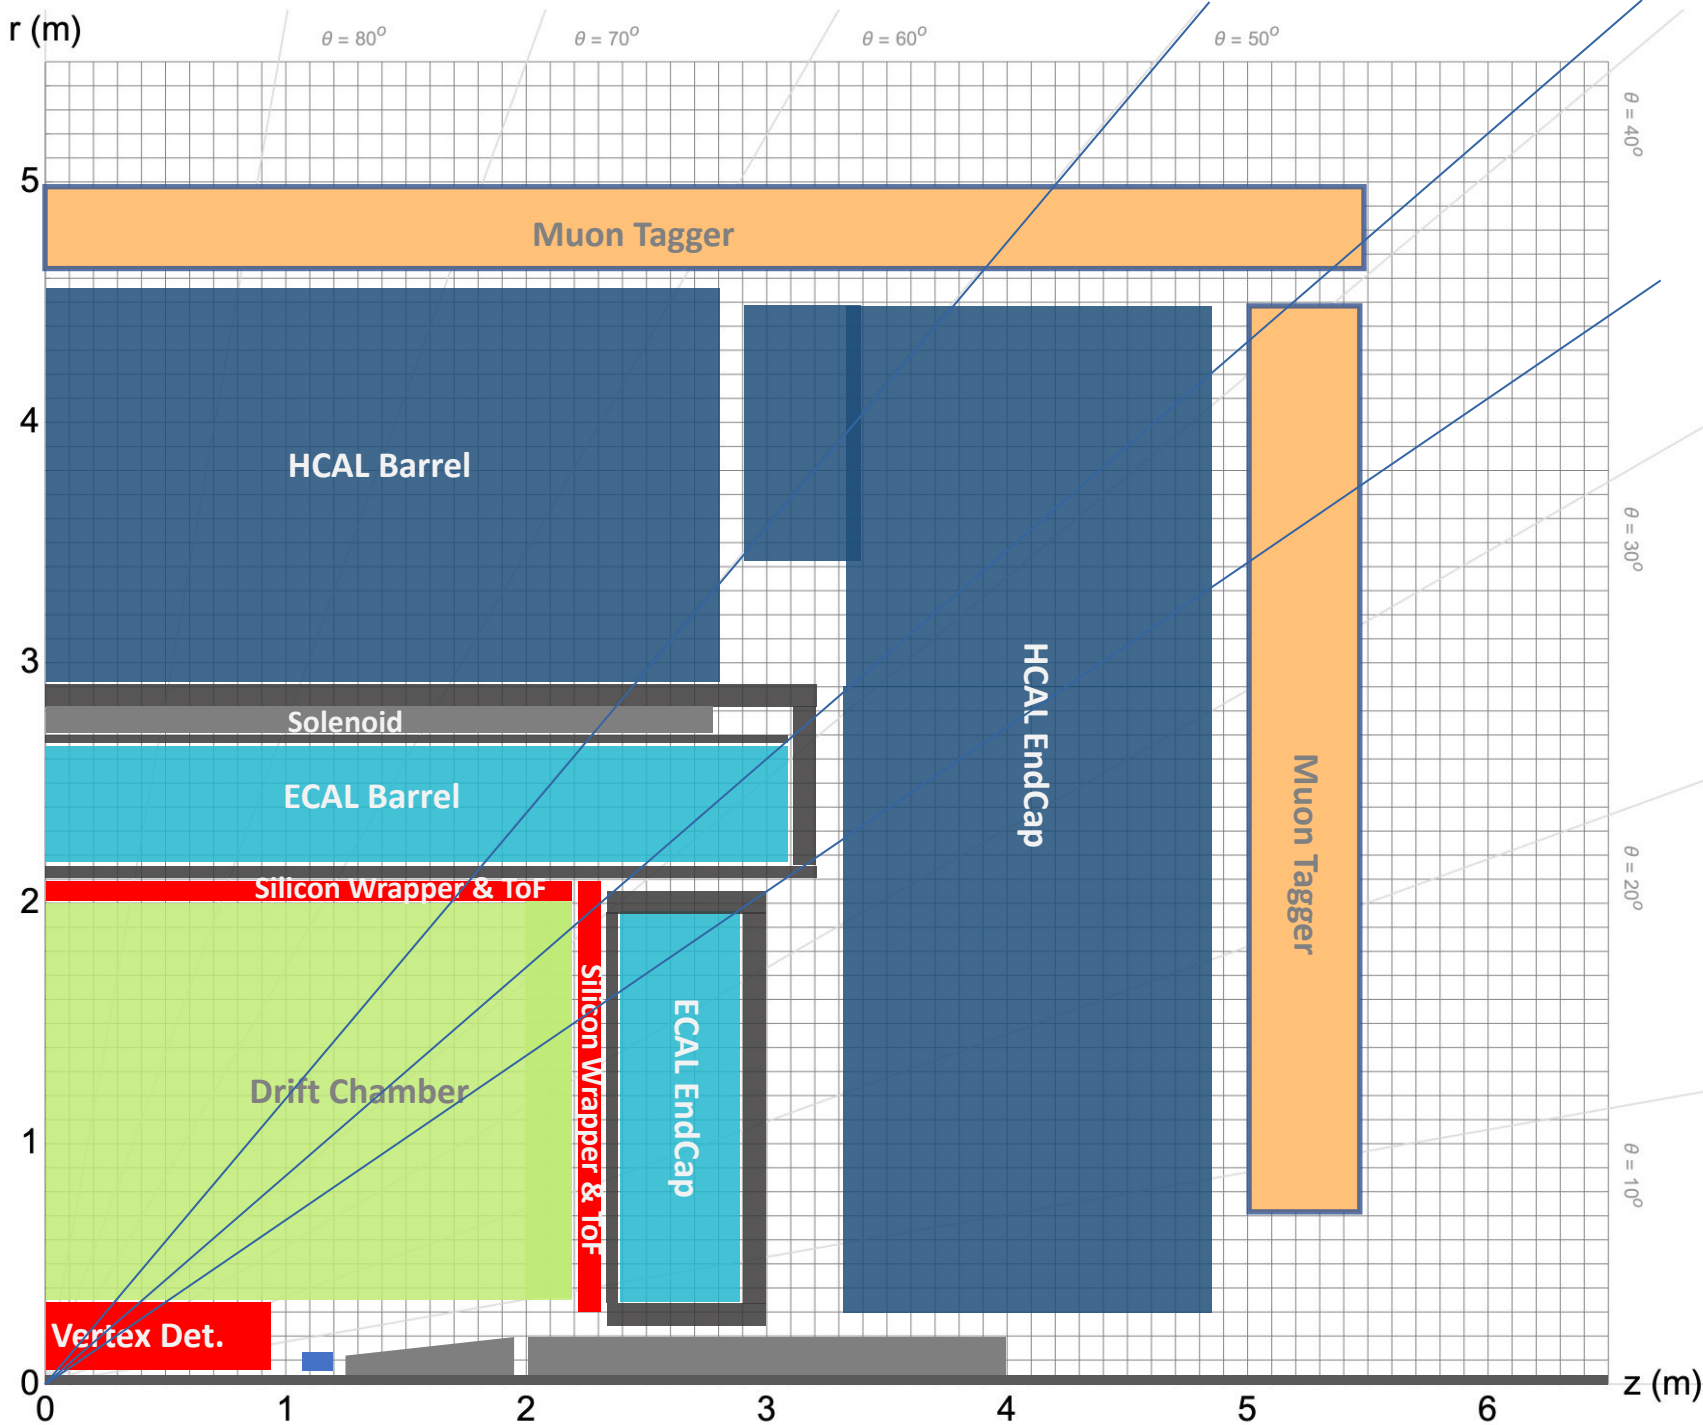 r (m)
θ = 80°
θ = 70°
θ = 60°
θ = 50°
θ = 40°
5
Muon Tagger
4
HCAL Barrel
θ = 30°
3
HCAL EndCap
Solenoid
ECAL Barrel
Muon Tagger
2
Silicon Wrapper & ToF
θ = 20°
Silicon Wrapper & ToF
ECAL EndCap
Drift Chamber
1
θ = 10°
Vertex Det.
0
z (m)
0
1
2
3
4
5
6